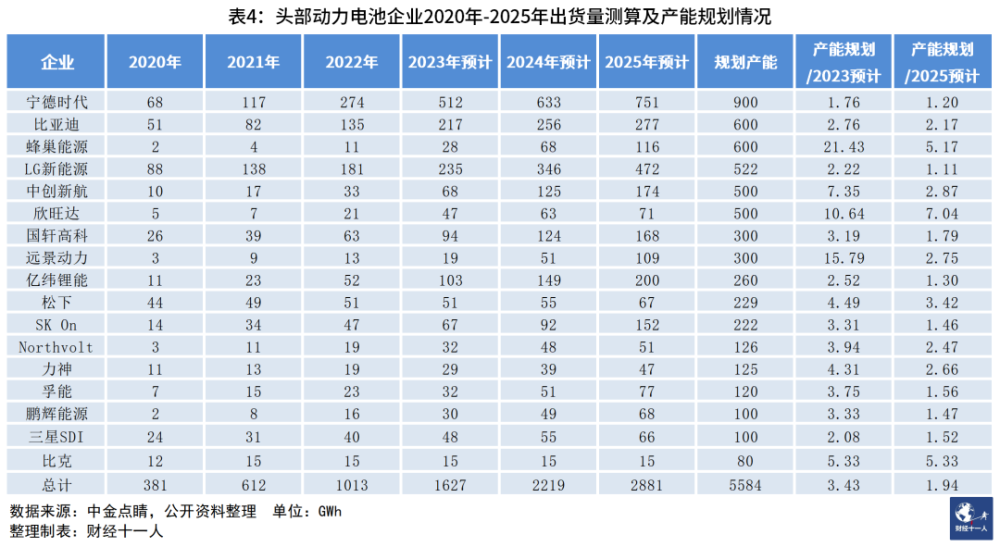 表4：头部动力电池企业2020年-2025年出货量测算及产能规划情况
企业 2020年 2021年 2022年 2023年预计 2024年预计 2025年预计 规划产能 产能规划/2023预计 产能规划/2025预计
宁德时代 68 117 274 512 633 751 900 1.76 1.20
比亚迪 51 82 135 217 256 277 600 2.76 2.17
蜂巢能源 2 4 11 28 68 116 600 21.43 5.17
LG新能源 88 138 181 235 346 472 522 2.22 1.11
中创新航 10 17 33 68 125 174 500 7.35 2.87
欣旺达 5 7 21 47 63 71 500 10.64 7.04
国轩高科 26 39 63 94 124 168 300 3.19 1.79
远景动力 3 9 13 19 51 109 300 15.79 2.75
亿纬锂能 11 23 52 103 149 200 260 2.52 1.30
松下 44 49 51 51 55 67 229 4.49 3.42
SK On 14 34 47 67 92 152 222 3.31 1.46
Northvolt 3 11 19 32 48 51 126 3.94 2.47
力神 11 13 19 29 39 47 125 4.31 2.66
孚能 7 15 23 32 51 77 120 3.75 1.56
鹏辉能源 2 8 16 30 49 68 100 3.33 1.47
三星SDI 24 31 40 48 55 66 100 2.08 1.52
比克 12 15 15 15 15 15 80 5.33 5.33
总计 381 612 1013 1627 2219 2881 5584 3.43 1.94
数据来源：中金点睛，公开资料整理 单位：GWh
整理制表：财经十一人
财经十一人